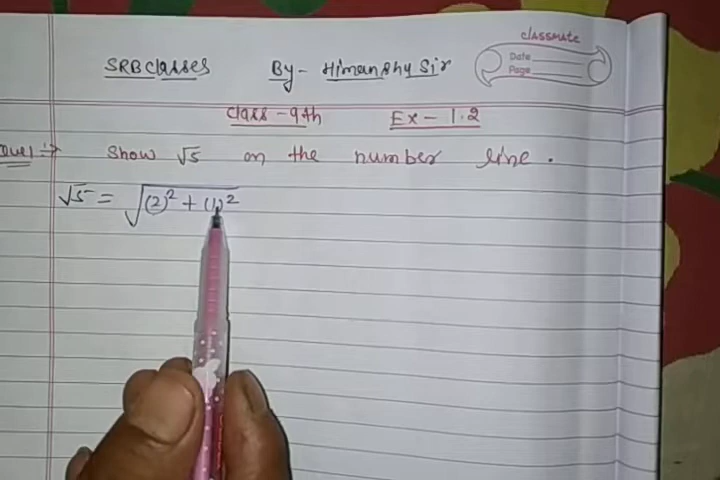 classmate
Date
Page
SRB Classes By - Himanshu Sir
Class - 9th Ex - 1.2
Que1 :→ Show √5 on the number line .
√5 = √(2)² + (1)²